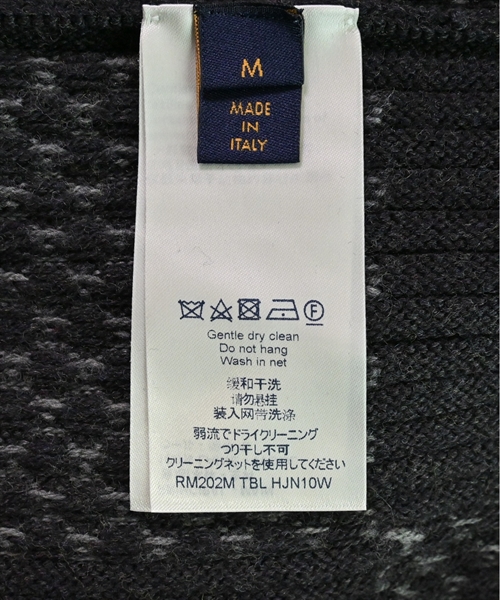 M
MADE
IN
ITALY
F
Gentle dry clean
Do not hang
Wash in net
缓和干洗
请勿悬挂
装入网带洗涤
弱流でドライクリーニング
つり干し不可
クリーニングネットを使用してください
RM202M TBL HJN10W